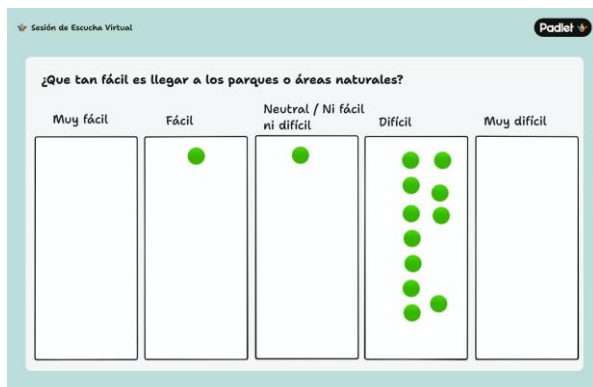 Sesión de Escucha Virtual
Padlet
¿Que tan fácil es llegar a los parques o áreas naturales?
Muy fácil
Fácil
Neutral / Ni fácil
ni difícil
Difícil
Muy difícil